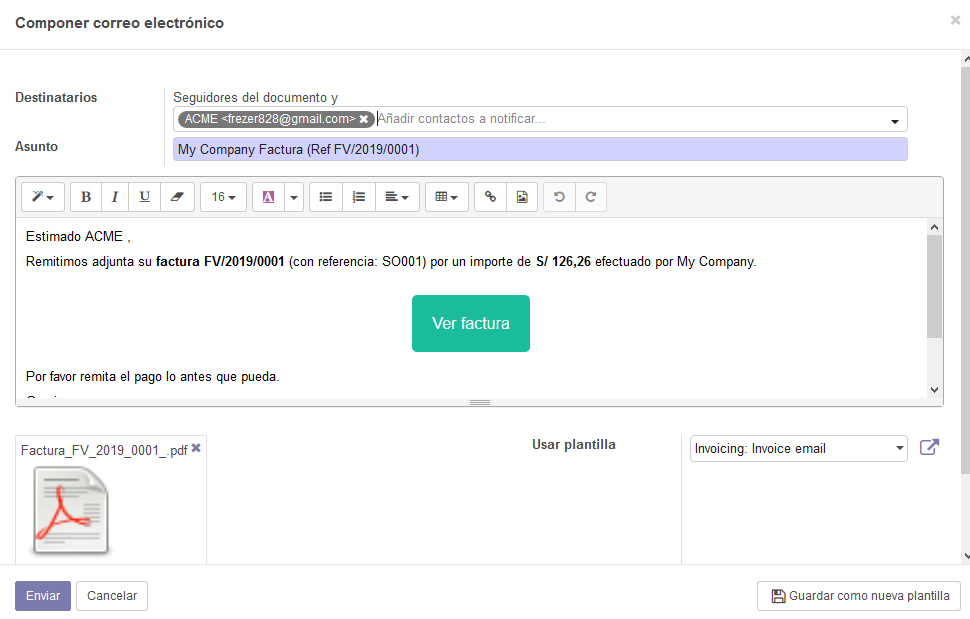 Componer correo electrónico
×
Destinatarios
Seguidores del documento y
ACME <frezer828@gmail.com> ✖ Añadir contactos a notificar...
Asunto
My Company Factura (Ref FV/2019/0001)
B I U 16 A
Estimado ACME ,
Remitimos adjunta su factura FV/2019/0001 (con referencia: SO001) por un importe de S/ 126,26 efectuado por My Company.
Ver factura
Por favor remita el pago lo antes que pueda.
Factura_FV_2019_0001_.pdf ✖
Usar plantilla
Invoicing: Invoice email
Enviar
Cancelar
Guardar como nueva plantilla